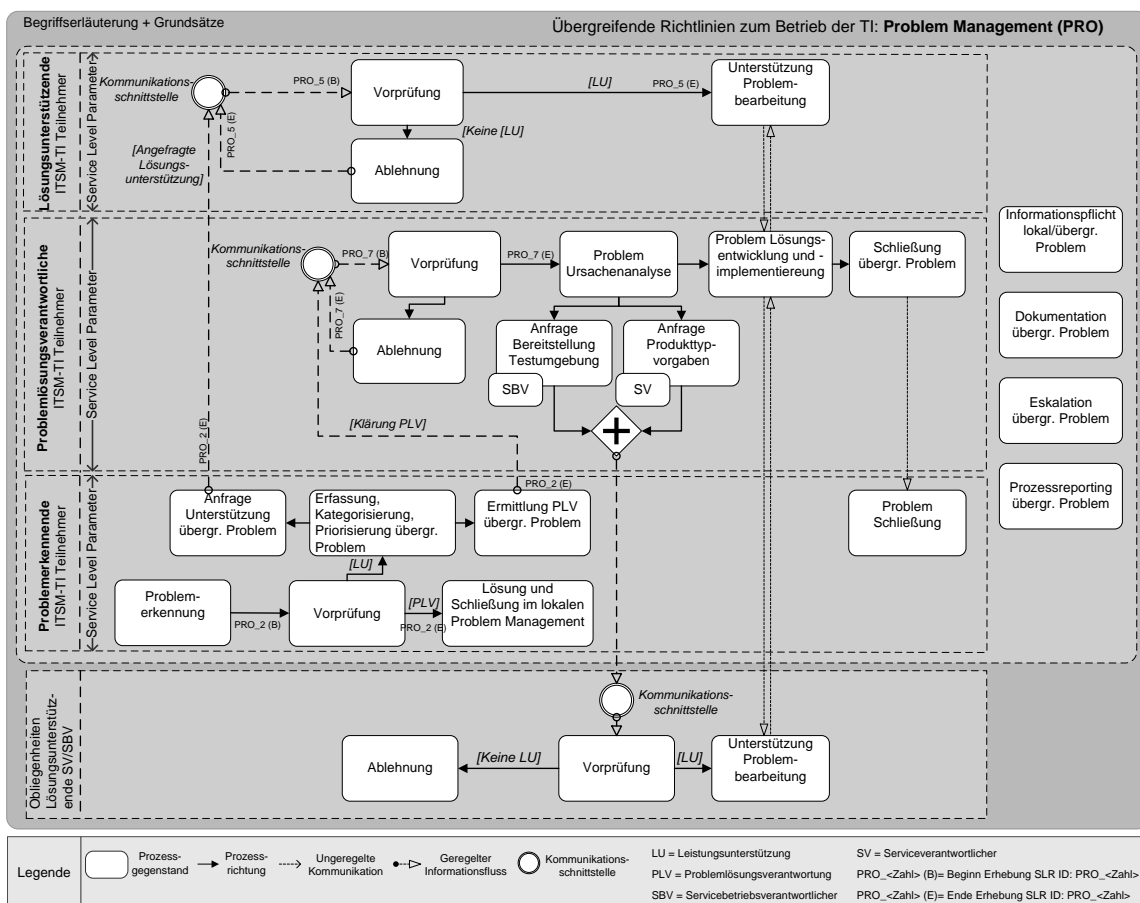 Begriffserläuterung + Grundsätze
Übergreifende Richtlinien zum Betrieb der TI: Problem Management (PRO)
Lösungsunterstützende
ITSM-TI Teilnehmer
Service Level Parameter
Kommunikations-
schnittstelle
PRO_5 (B)
Vorprüfung
[LU]
PRO_5 (E)
Unterstützung
Problem-
bearbeitung
PRO_5 (E)
[Keine [LU]
[Angefragte
Lösungs-
unterstützung]
Ablehnung
Problemlösungsverantwortliche
ITSM-TI Teilnehmer
Service Level Parameter
Kommunikations-
schnittstelle
PRO_7 (B)
Vorprüfung
PRO_7 (E)
Problem
Ursachenanalyse
Problem Lösungs-
entwicklung und -
implementiereung
Schließung
übergr. Problem
PRO_7 (E)
Ablehnung
Anfrage
Bereitstellung
Testumgebung
SBV
Anfrage
Produkttyp-
vorgaben
SV
[Klärung PLV]
PRO_2 (E)
Informationspflicht
lokal/übergr.
Problem
Dokumentation
übergr. Problem
Eskalation
übergr. Problem
Prozessreporting
übergr. Problem
Problemerkennende
ITSM-TI Teilnehmer
Service Level Parameter
PRO_2 (E)
Anfrage
Unterstützung
übergr. Problem
Erfassung,
Kategorisierung,
Priorisierung übergr.
Problem
Ermittlung PLV
übergr. Problem
Problem
Schließung
[LU]
Problem-
erkennung
PRO_2 (B)
Vorprüfung
[PLV]
PRO_2 (E)
Lösung und
Schließung im lokalen
Problem Management
Obliegenheiten
Lösungsunterstütz-
ende SV/SBV
Kommunikations-
schnittstelle
Ablehnung
[Keine LU]
Vorprüfung
[LU]
Unterstützung
Problem-
bearbeitung
Legende
Prozess-
gegenstand
Prozess-
richtung
Ungeregelte
Kommunikation
Geregelter
Informationsfluss
Kommunikations-
schnittstelle
LU = Leistungsunterstützung
PLV = Problemlösungsverantwortung
SBV = Servicebetriebsverantwortlicher
SV = Serviceverantwortlicher
PRO_<Zahl> (B)= Beginn Erhebung SLR ID: PRO_<Zahl>
PRO_<Zahl> (E)= Ende Erhebung SLR ID: PRO_<Zahl>